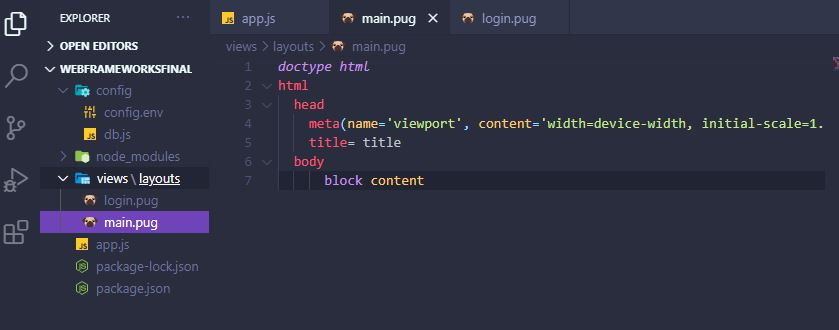 EXPLORER ···
OPEN EDITORS
WEBFRAMEWORKSFINAL
config
config.env
JS db.js
node_modules
views \ layouts
login.pug
main.pug
JS app.js
package-lock.json
package.json
JS app.js main.pug × login.pug
views > layouts > main.pug
1 doctype html
2 html
3 head
4 meta(name='viewport', content='width=device-width, initial-scale=1.
5 title= title
6 body
7 block content